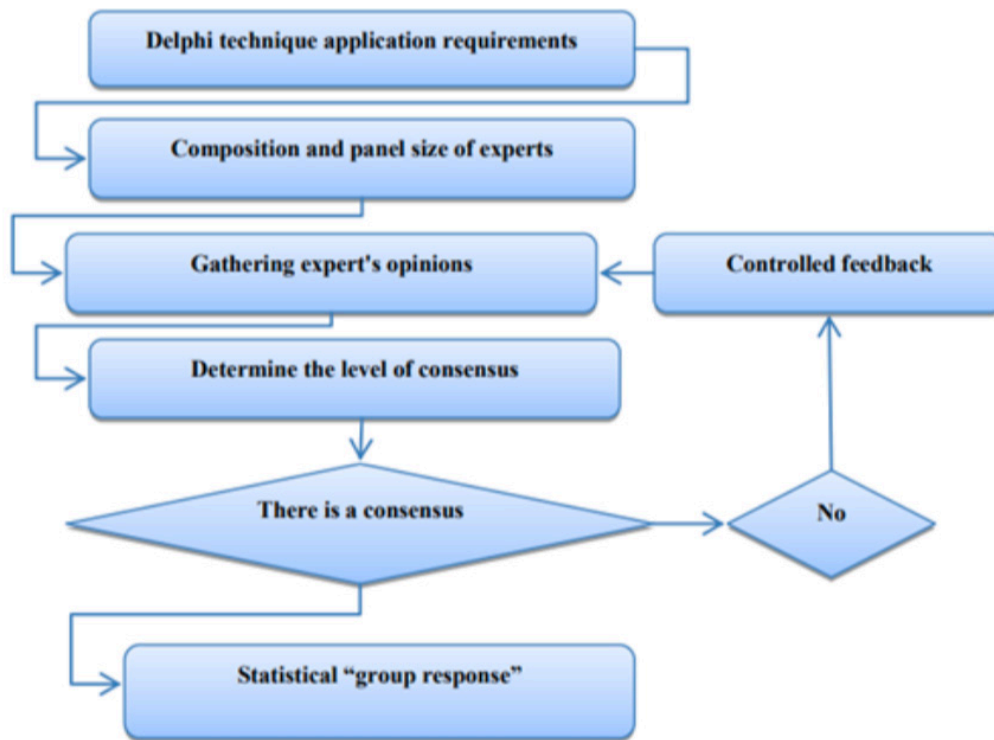 Delphi technique application requirements
Composition and panel size of experts
Gathering expert's opinions
Controlled feedback
Determine the level of consensus
There is a consensus
No
Statistical “group response”